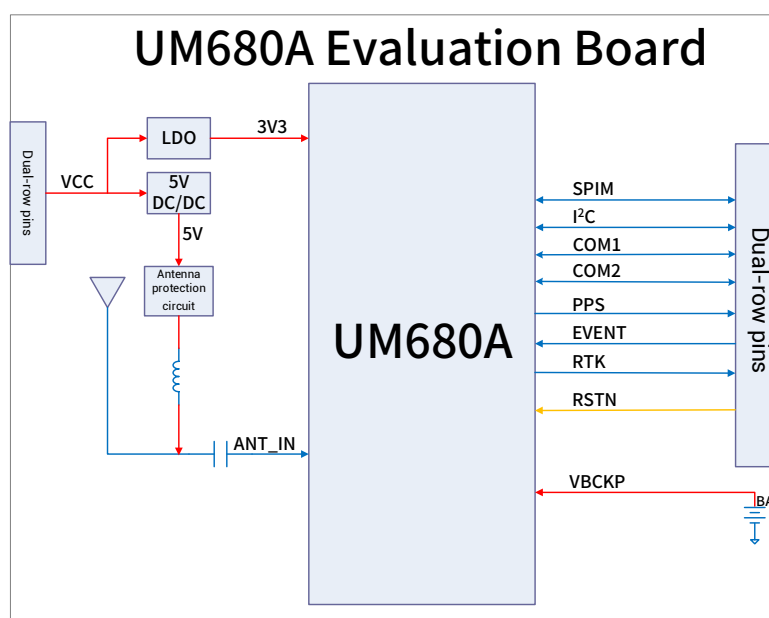 UM680A Evaluation Board
Dual-row pins
VCC
LDO
3V3
5V
DC/DC
5V
Antenna
protection
circuit
ANT_IN
UM680A
SPIM
I²C
COM1
COM2
PPS
EVENT
RTK
RSTN
VBCKP
Dual-row pins